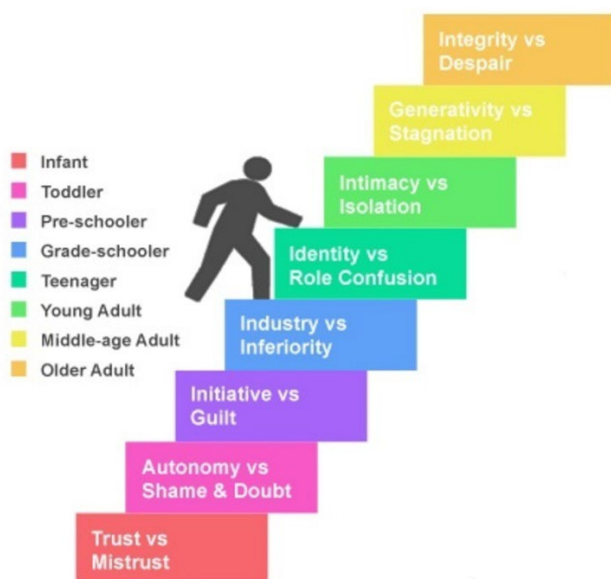 Integrity vs
Despair
Generativity vs
Stagnation
Intimacy vs
Isolation
Identity vs
Role Confusion
Industry vs
Inferiority
Initiative vs
Guilt
Autonomy vs
Shame & Doubt
Trust vs
Mistrust
Infant
Toddler
Pre-schooler
Grade-schooler
Teenager
Young Adult
Middle-age Adult
Older Adult